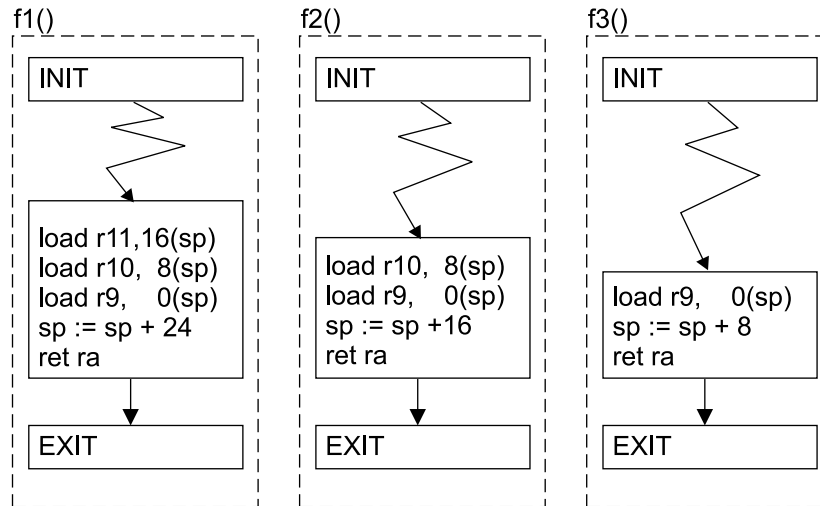 f1()
INIT
load r11,16(sp)
load r10, 8(sp)
load r9, 0(sp)
sp := sp + 24
ret ra
EXIT
f2()
INIT
load r10, 8(sp)
load r9, 0(sp)
sp := sp +16
ret ra
EXIT
f3()
INIT
load r9, 0(sp)
sp := sp + 8
ret ra
EXIT